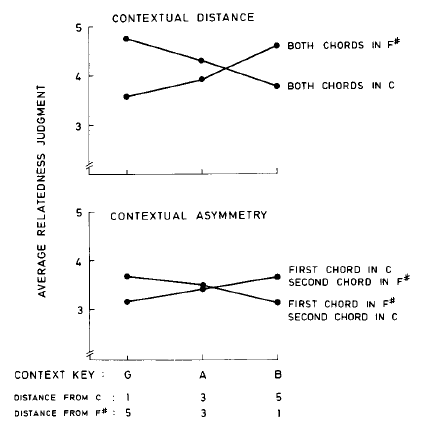 CONTEXTUAL DISTANCE
5
4
3
BOTH CHORDS IN F#
BOTH CHORDS IN C
AVERAGE RELATEDNESS JUDGMENT
CONTEXTUAL ASYMMETRY
5
4
3
FIRST CHORD IN C
SECOND CHORD IN F#
FIRST CHORD IN F#
SECOND CHORD IN C
CONTEXT KEY : G A B
DISTANCE FROM C : 1 3 5
DISTANCE FROM F# : 5 3 1